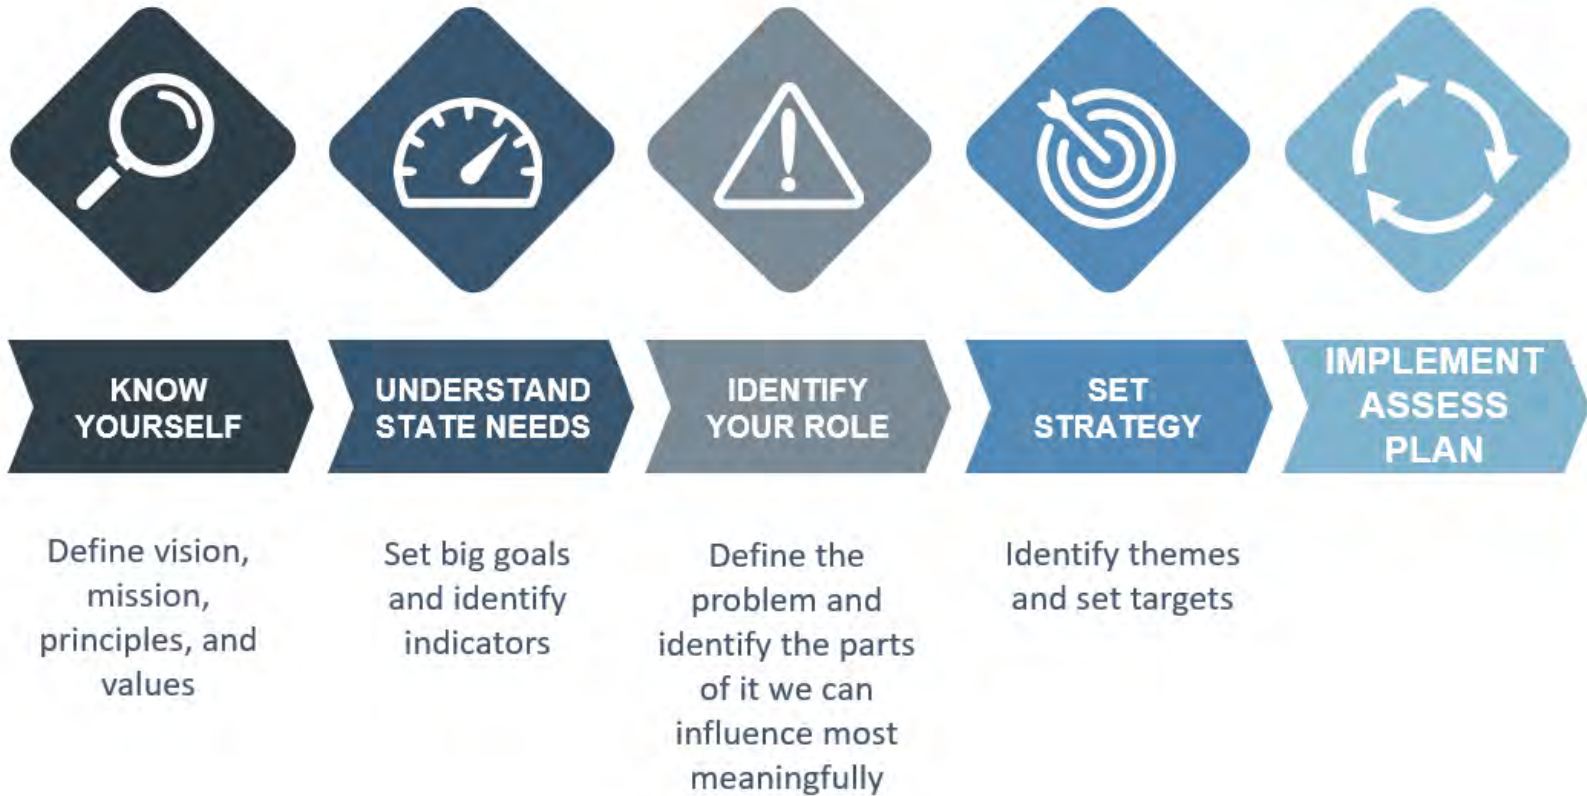 KNOW
YOURSELF
UNDERSTAND
STATE NEEDS
IDENTIFY
YOUR ROLE
SET
STRATEGY
IMPLEMENT
ASSESS
PLAN
Define vision,
mission,
principles, and
values
Set big goals
and identify
indicators
Define the
problem and
identify the parts
of it we can
influence most
meaningfully
Identify themes
and set targets